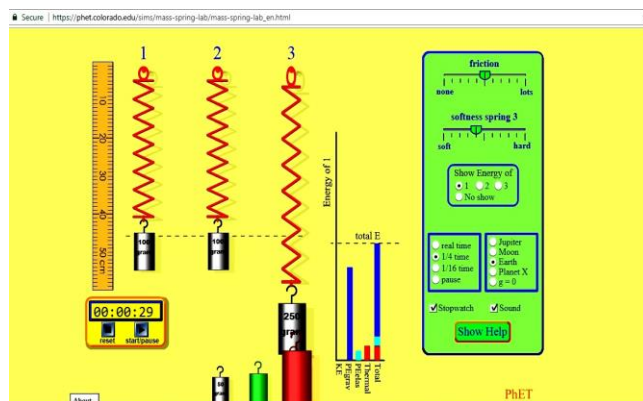 Secure | https://phet.colorado.edu/sims/mass-spring-lab/mass-spring-lab_en.html
1 2 3
10
20
30
40
50 cm
100
gram
100
250
gram
50
00:00:29
reset start/pause
About
Energy of 1
total E
KE
PEgrav
PEelas
Thermal
Total
friction
none lots
softness spring 3
soft hard
Show Energy of
1 2 3
No show
real time
1/4 time
1/16 time
pause
Jupiter
Moon
Earth
Planet X
g = 0
Stopwatch Sound
Show Help
PhET